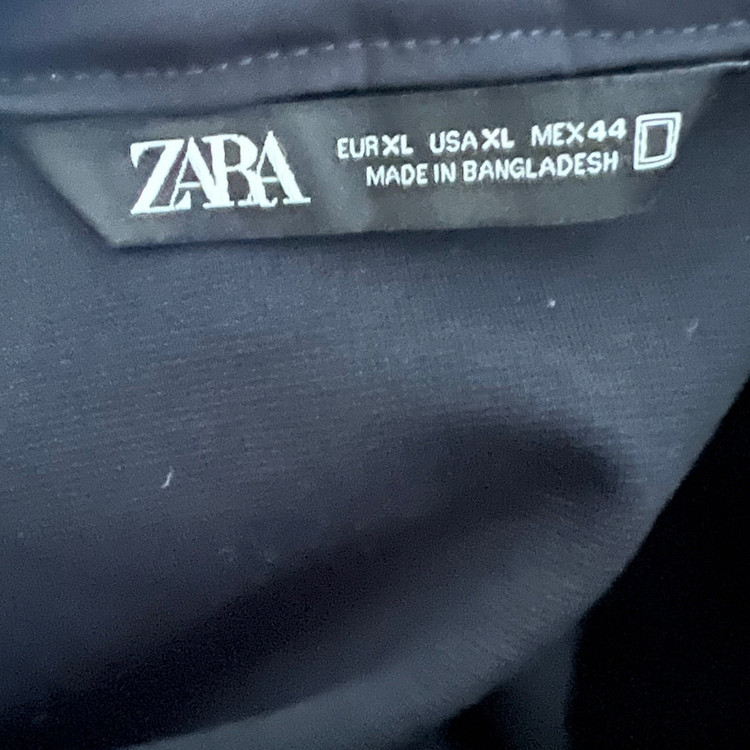 ZARA
EUR XL USA XL MEX 44
MADE IN BANGLADESH